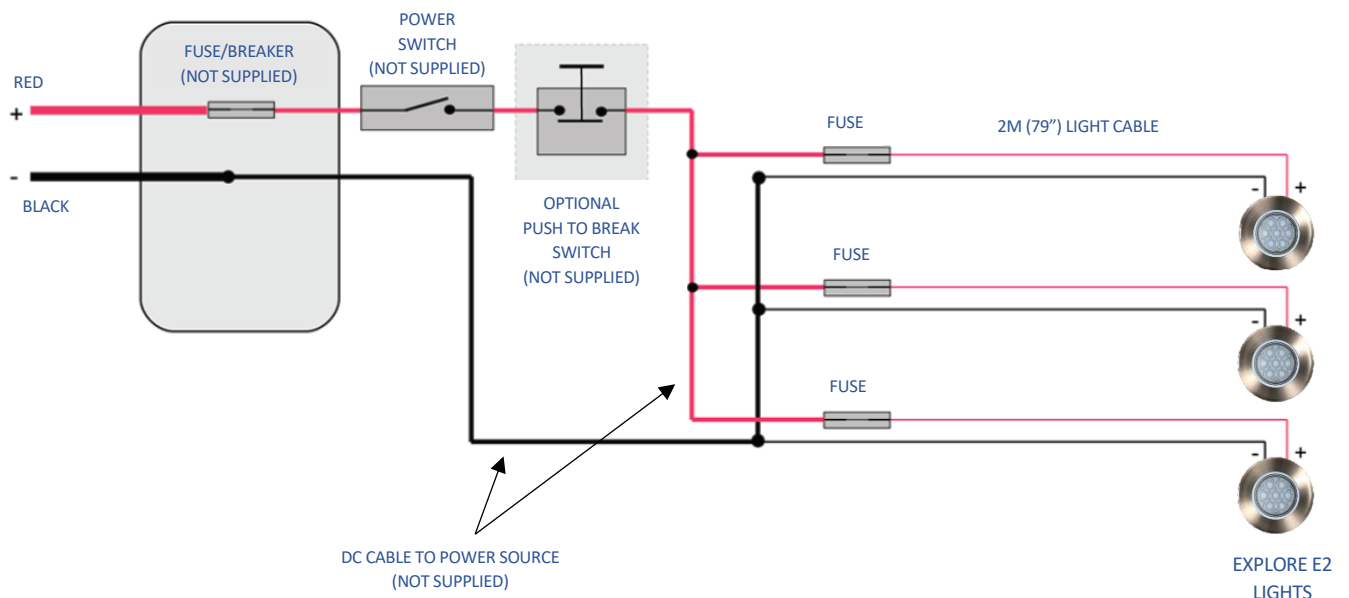 POWER
SWITCH
(NOT SUPPLIED)
FUSE/BREAKER
(NOT SUPPLIED)
RED
+
-
BLACK
OPTIONAL
PUSH TO BREAK
SWITCH
(NOT SUPPLIED)
FUSE
2M (79”) LIGHT CABLE
- +
FUSE
- +
FUSE
- +
DC CABLE TO POWER SOURCE
(NOT SUPPLIED)
EXPLORE E2
LIGHTS